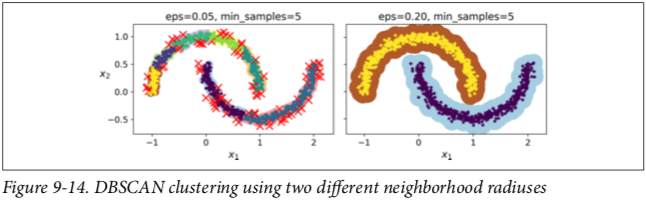 eps=0.05, min_samples=5
eps=0.20, min_samples=5
1.0
0.5
0.0
−0.5
x2
−1 0 1 2
−1 0 1 2
x1
x1
Figure 9-14. DBSCAN clustering using two different neighborhood radiuses